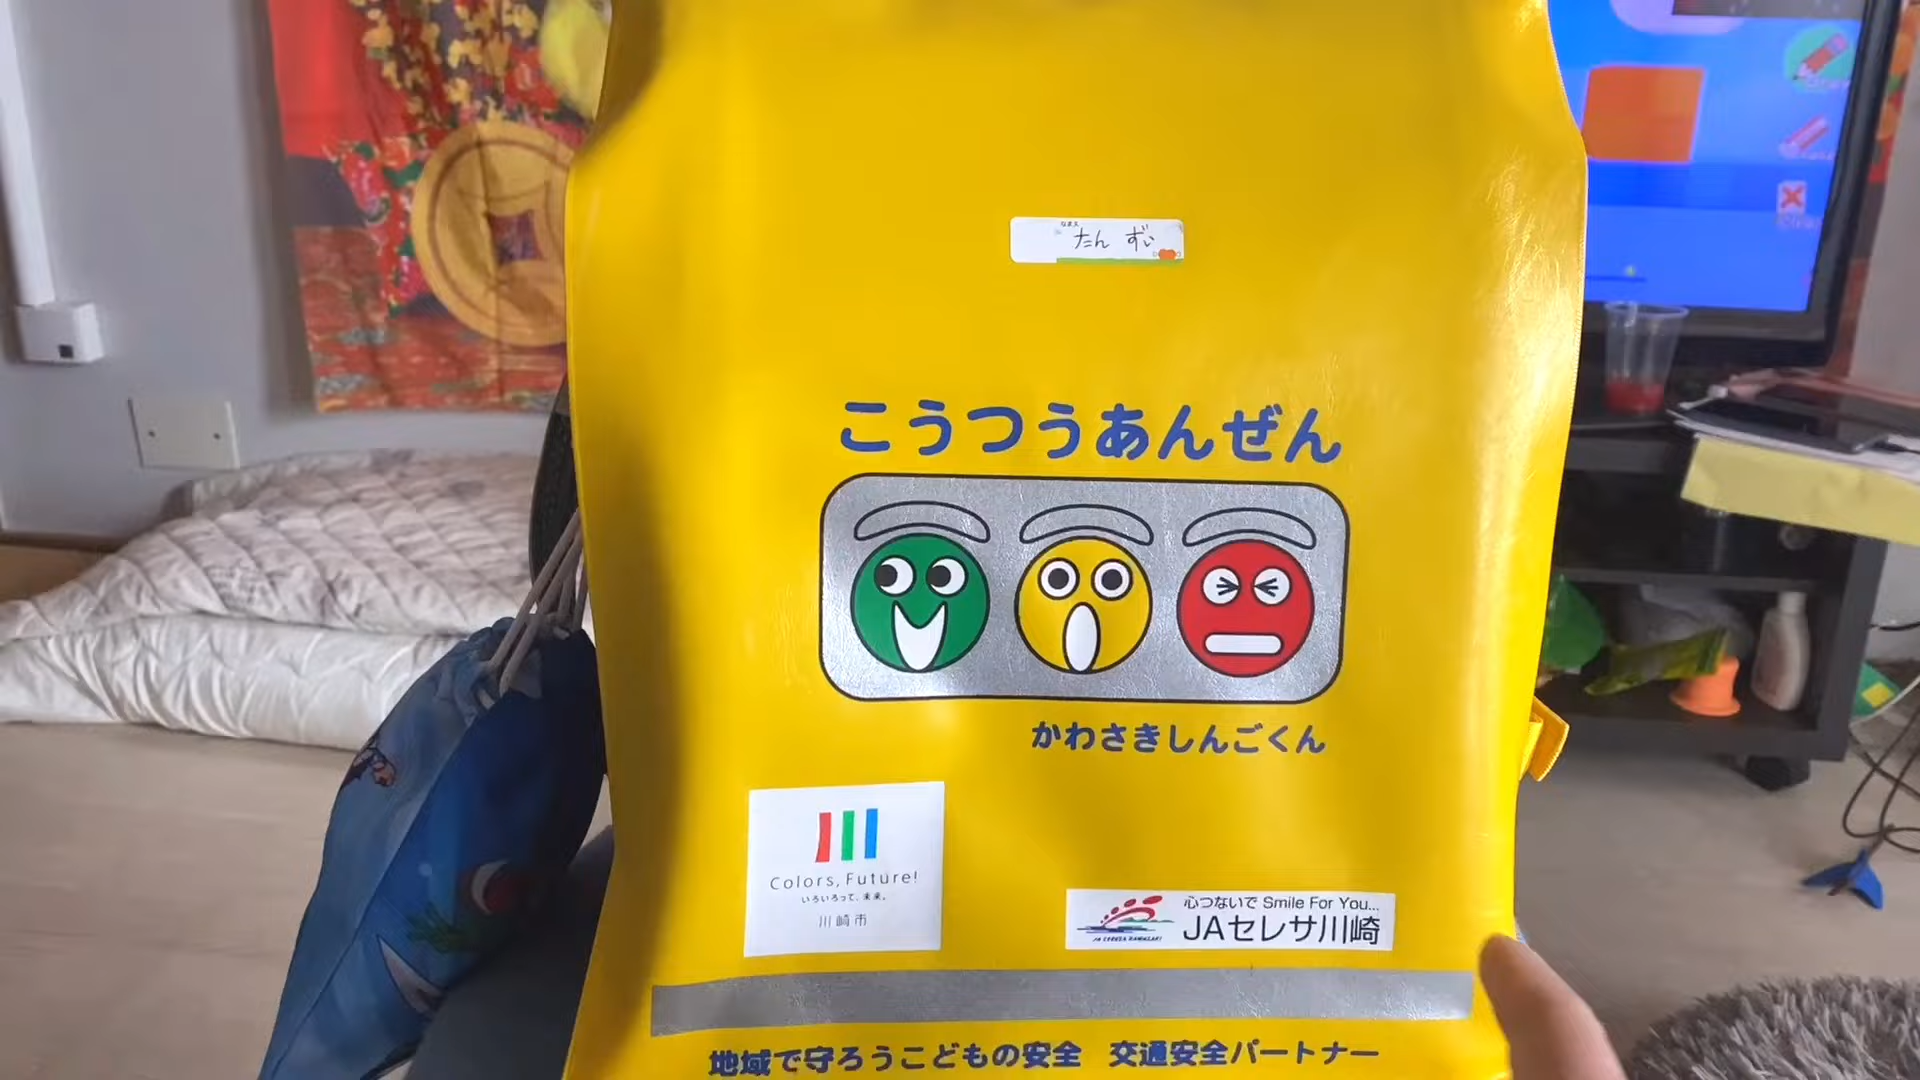 なまえ
たん ずい
こうつうあんぜん
かわさきしんごくん
Colors, Future!
いろいろって、未来。
川崎市
心つないで Smile For You...
JAセレサ川崎
JA CERESA KAWASAKI
地域で守ろうこどもの安全 交通安全パートナー